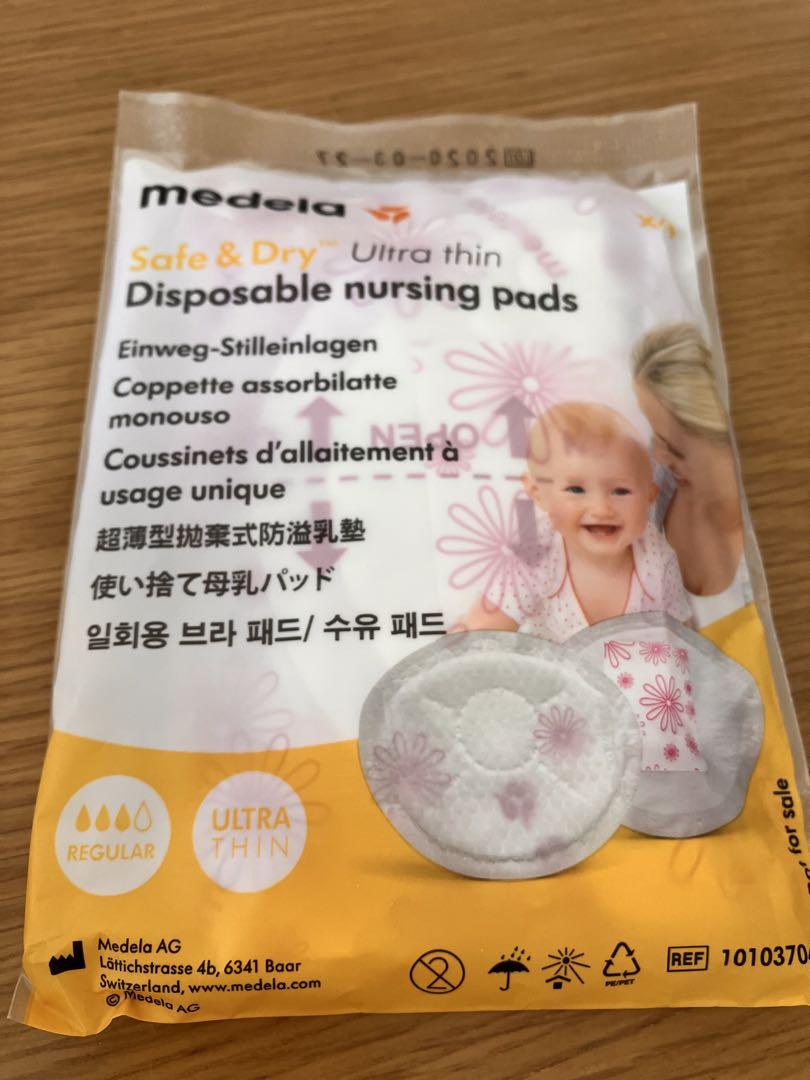 2020-03-27
medela
Safe & Dry™ Ultra thin
Disposable nursing pads
Einweg-Stilleinlagen
Coppette assorbilatte
monouso
Coussinets d'allaitement à
usage unique
超薄型拋棄式防溢乳墊
使い捨て母乳パッド
일회용 브라 패드/ 수유 패드
OPEN
REGULAR
ULTRA
THIN
for sale
Medela AG
Lättichstrasse 4b, 6341 Baar
Switzerland, www.medela.com
© Medela AG
2
PE/PET
REF 1010370